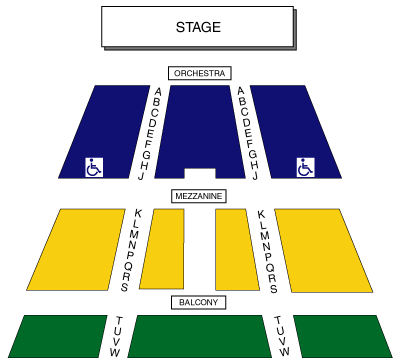 STAGE
ORCHESTRA
A A
B B
C C
D D
E E
F F
G G
H H
J J
MEZZANINE
K K
L L
M M
N N
P P
Q Q
R R
S S
BALCONY
T T
U U
V V
W W